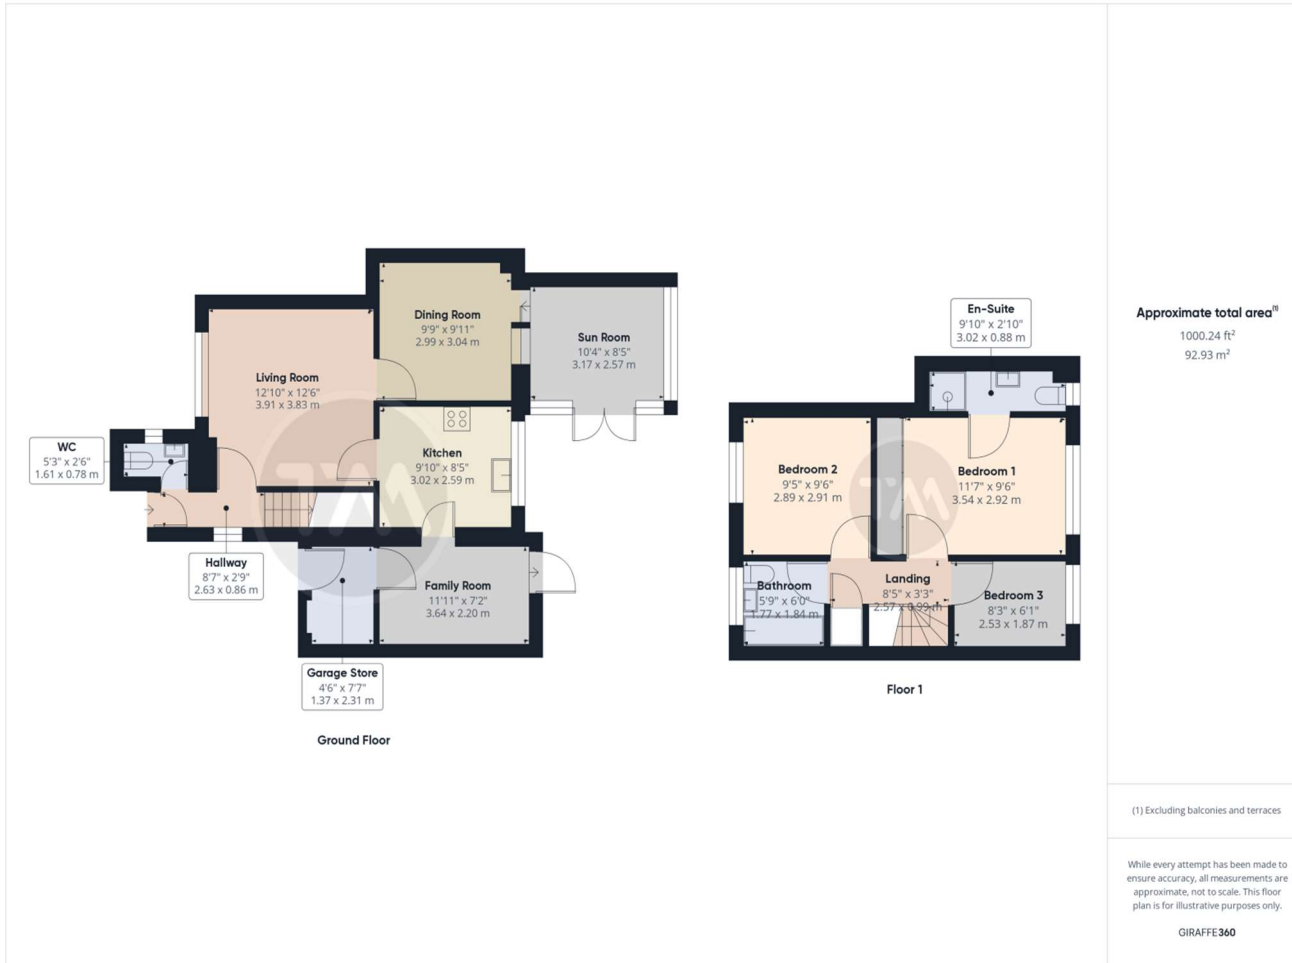 Dining Room
9'9" x 9'11"
2.99 x 3.04 m
Sun Room
10'4" x 8'5"
3.17 x 2.57 m
Living Room
12'10" x 12'6"
3.91 x 3.83 m
WC
5'3" x 2'6"
1.61 x 0.78 m
Kitchen
9'10" x 8'5"
3.02 x 2.59 m
Hallway
8'7" x 2'9"
2.63 x 0.86 m
Family Room
11'11" x 7'2"
3.64 x 2.20 m
Garage Store
4'6" x 7'7"
1.37 x 2.31 m
Ground Floor
TM
En-Suite
9'10" x 2'10"
3.02 x 0.88 m
Bedroom 2
9'5" x 9'6"
2.89 x 2.91 m
Bedroom 1
11'7" x 9'6"
3.54 x 2.92 m
TM
Bathroom
5'9" x 6'0"
1.77 x 1.84 m
Landing
8'5" x 3'3"
2.57 x 0.99 m
Bedroom 3
8'3" x 6'1"
2.53 x 1.87 m
Floor 1
Approximate total area(1)
1000.24 ft²
92.93 m²
(1) Excluding balconies and terraces
While every attempt has been made to
ensure accuracy, all measurements are
approximate, not to scale. This floor
plan is for illustrative purposes only.
GIRAFFE360